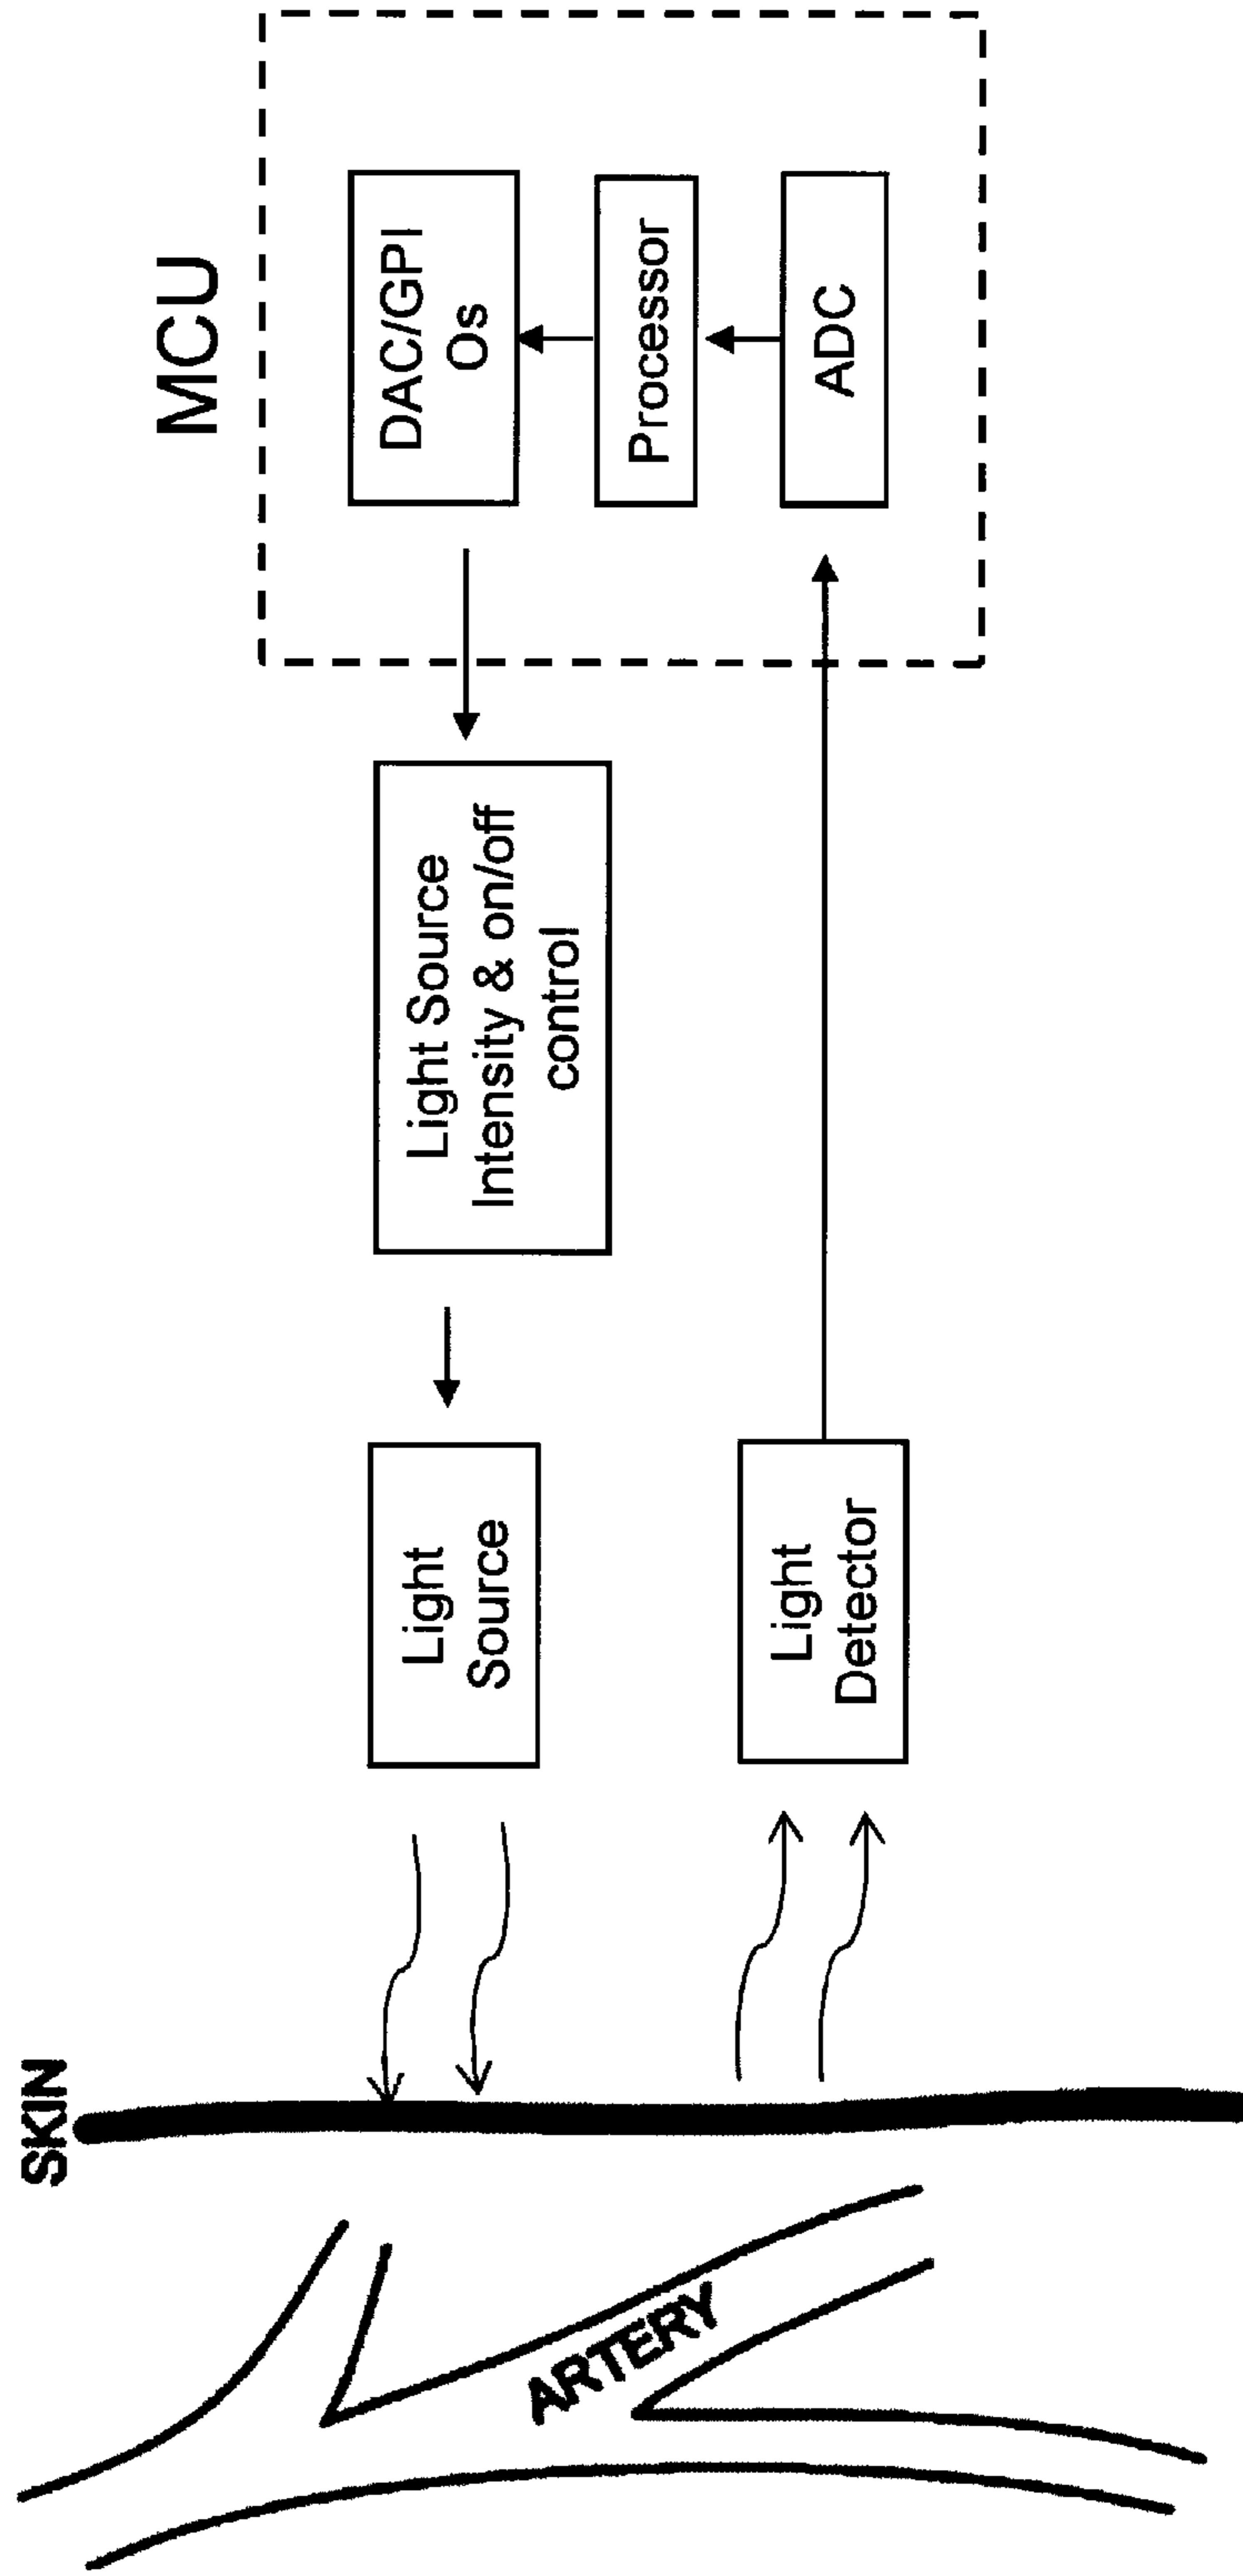 SKIN
ARTERY
Light
Source
Light
Detector
Light Source
Intensity & on/off
control
MCU
DAC/GPI
Os
Processor
ADC